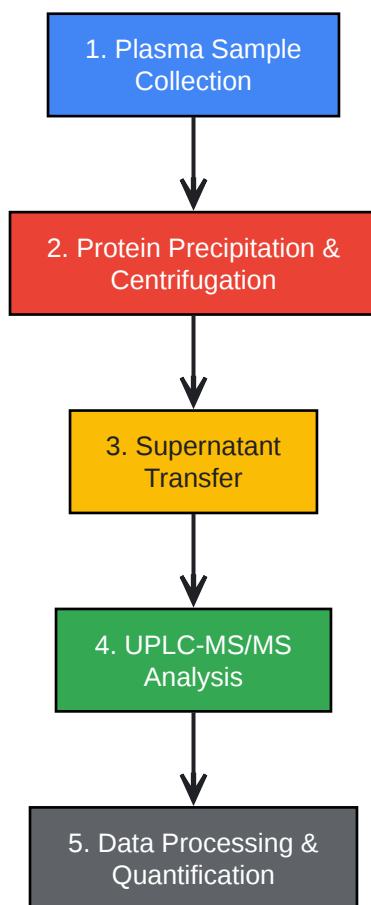 1. Plasma Sample
Collection
2. Protein Precipitation &
Centrifugation
3. Supernatant
Transfer
4. UPLC-MS/MS
Analysis
5. Data Processing &
Quantification